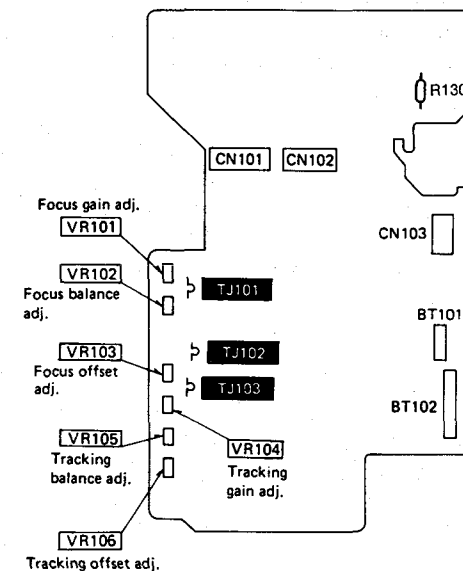 R130
CN101
CN102
Focus gain adj.
VR101
CN103
VR102
TJ101
Focus balance
adj.
BT101
VR103
TJ102
Focus offset
adj.
TJ103
BT102
VR105
VR104
Tracking
balance adj.
Tracking
gain adj.
VR106
Tracking offset adj.